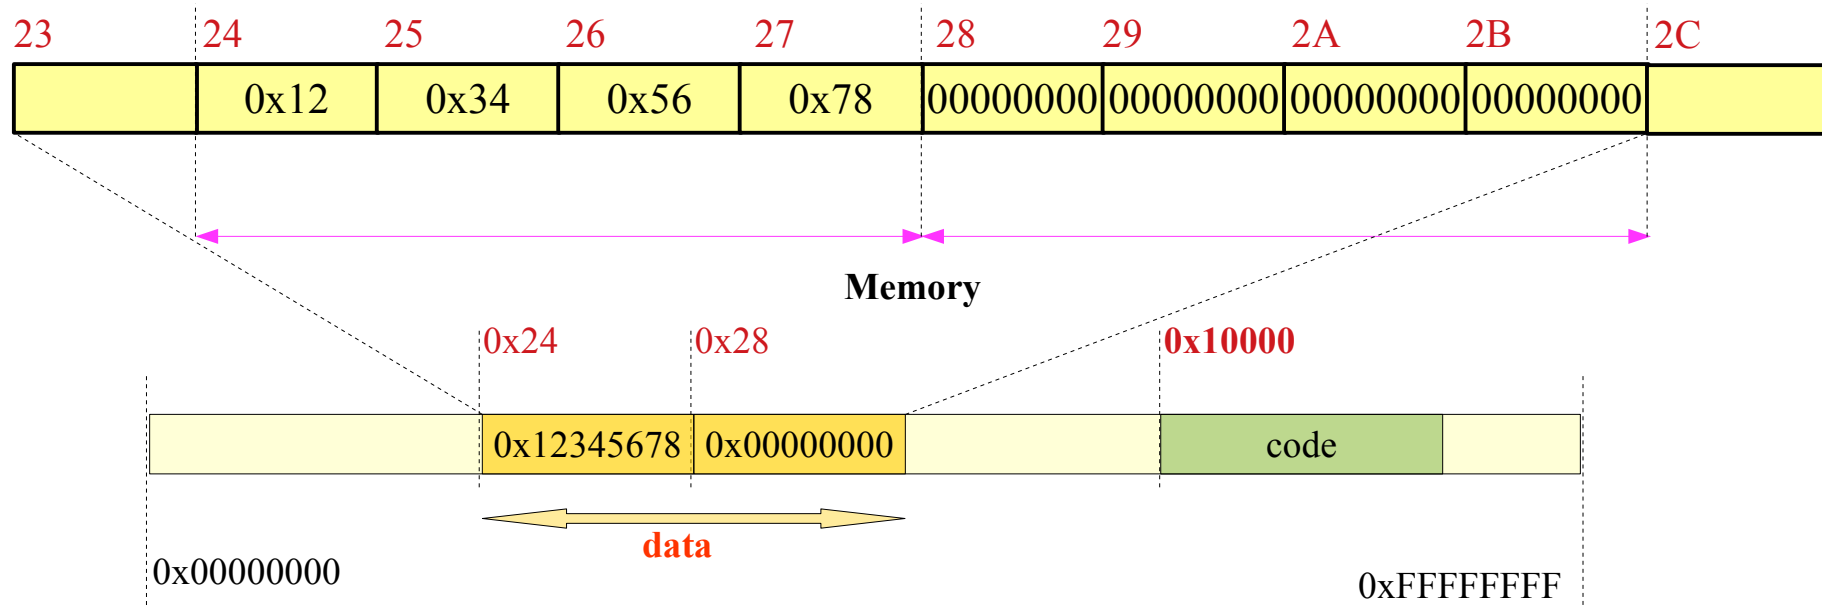 23 24 25 26 27 28 29 2A 2B 2C
0x12 0x34 0x56 0x78 00000000 00000000 00000000 00000000
Memory
0x24 0x28 0x10000
0x12345678 0x00000000 code
data
0x00000000
0xFFFFFFFF